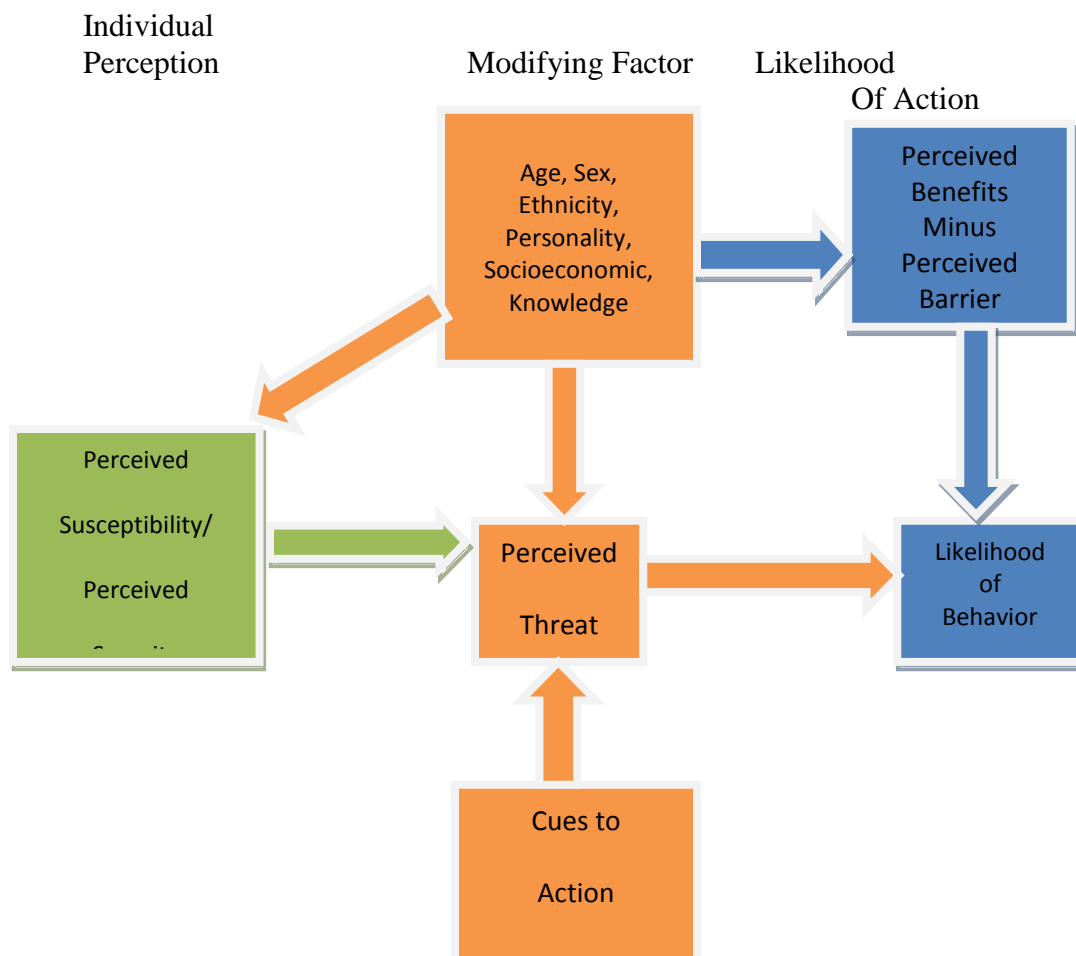 Individual
Perception
Modifying Factor
Likelihood
Of Action
Age, Sex,
Ethnicity,
Personality,
Socioeconomic,
Knowledge
Perceived
Benefits
Minus
Perceived
Barrier
Perceived
Susceptibility/
Perceived
Perceived
Threat
Likelihood
of
Behavior
Cues to
Action